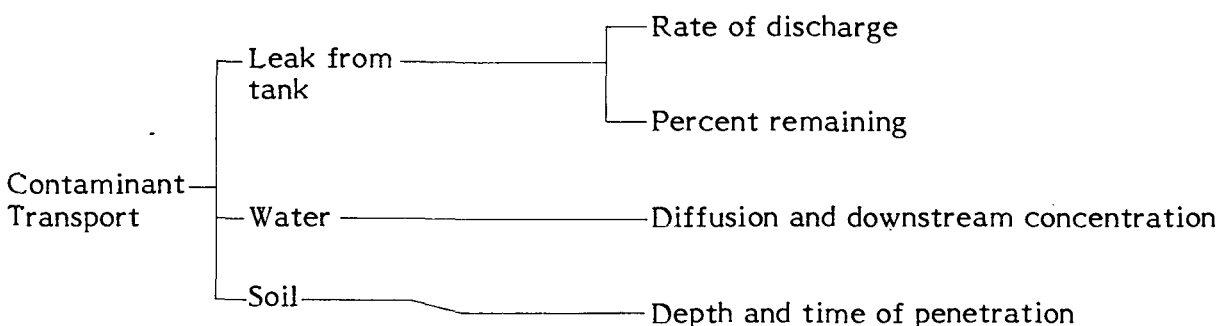 Rate of discharge
Leak from
tank
Percent remaining
Contaminant
Transport
Water
Diffusion and downstream concentration
Soil
Depth and time of penetration